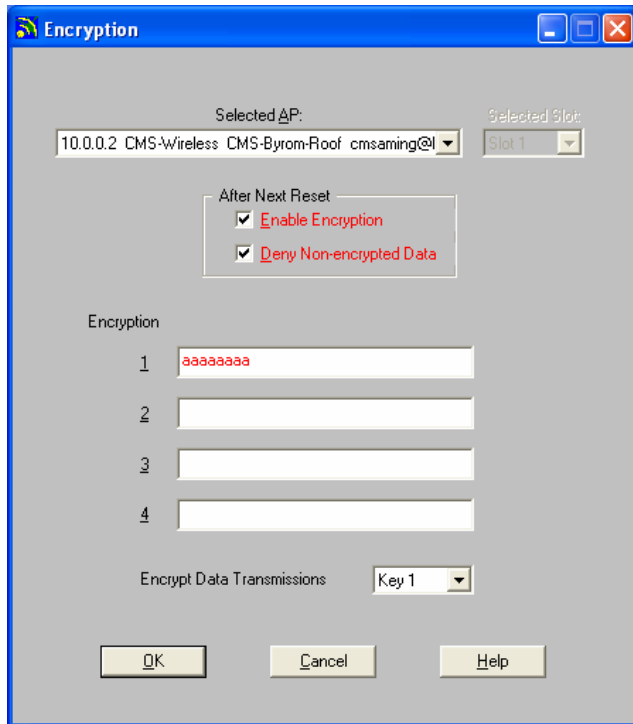 Encryption
Selected AP:
Selected Slot:
10.0.0.2 CMS-Wireless CMS-Byrom-Roof cmsaming@l
Slot 1
After Next Reset
Enable Encryption
Deny Non-encrypted Data
Encryption
1
aaaaaaaa
2
3
4
Encrypt Data Transmissions
Key 1
OK
Cancel
Help